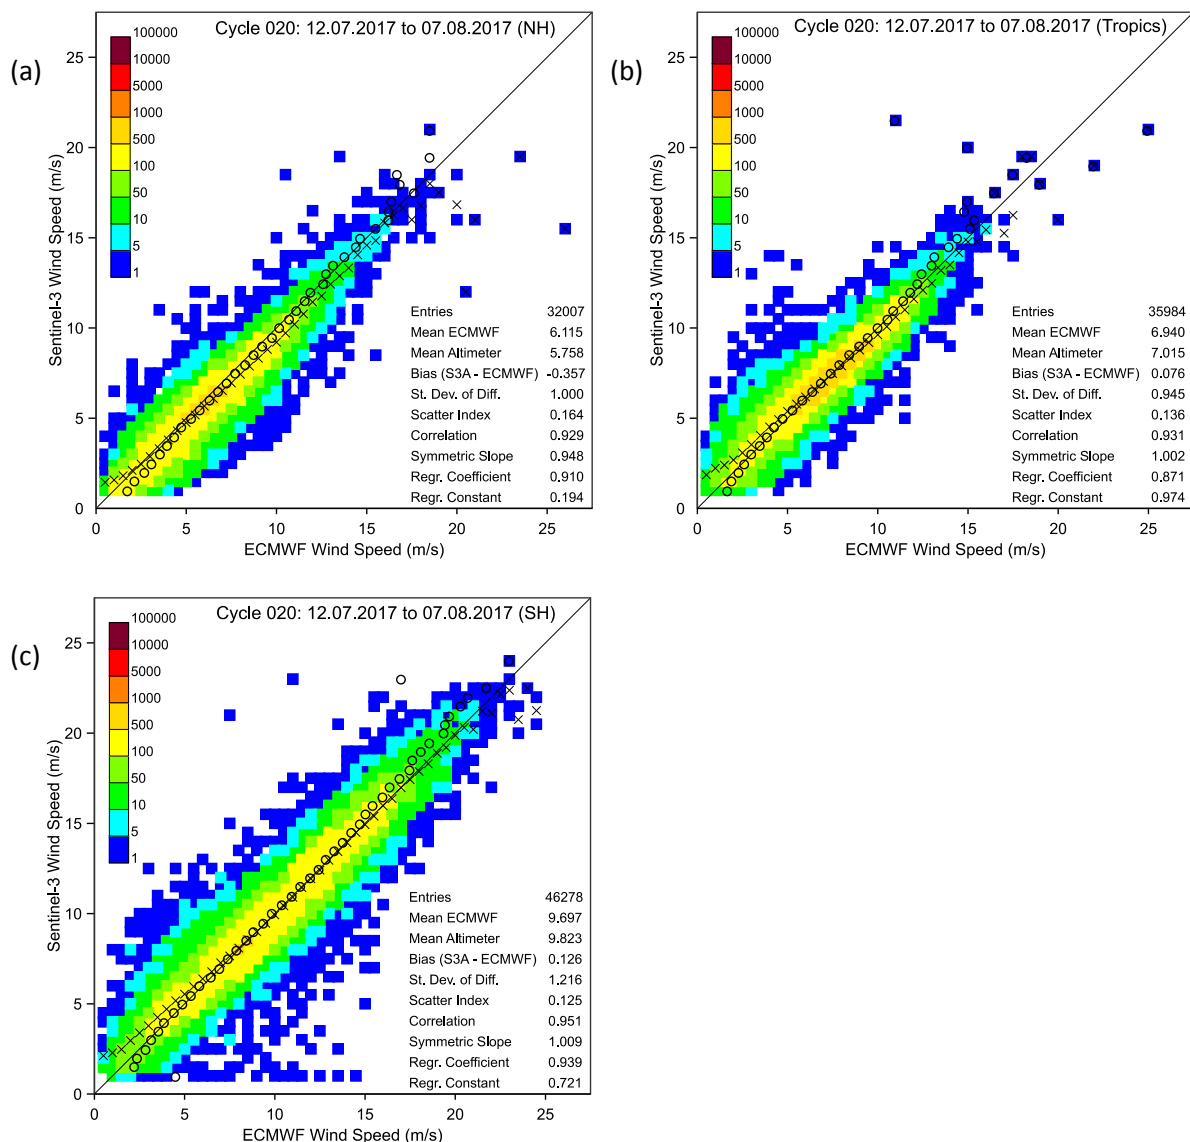 (a)
Cycle 020: 12.07.2017 to 07.08.2017 (NH)
100000
10000
5000
1000
500
100
50
10
5
1
25
20
15
10
5
0
Sentinel-3 Wind Speed (m/s)
Entries 32007
Mean ECMWF 6.115
Mean Altimeter 5.758
Bias (S3A - ECMWF) -0.357
St. Dev. of Diff. 1.000
Scatter Index 0.164
Correlation 0.929
Symmetric Slope 0.948
Regr. Coefficient 0.910
Regr. Constant 0.194
0 5 10 15 20 25
ECMWF Wind Speed (m/s)
(b)
Cycle 020: 12.07.2017 to 07.08.2017 (Tropics)
100000
10000
5000
1000
500
100
50
10
5
1
25
20
15
10
5
0
Sentinel-3 Wind Speed (m/s)
Entries 35984
Mean ECMWF 6.940
Mean Altimeter 7.015
Bias (S3A - ECMWF) 0.076
St. Dev. of Diff. 0.945
Scatter Index 0.136
Correlation 0.931
Symmetric Slope 1.002
Regr. Coefficient 0.871
Regr. Constant 0.974
0 5 10 15 20 25
ECMWF Wind Speed (m/s)
(c)
Cycle 020: 12.07.2017 to 07.08.2017 (SH)
100000
10000
5000
1000
500
100
50
10
5
1
25
20
15
10
5
0
Sentinel-3 Wind Speed (m/s)
Entries 46278
Mean ECMWF 9.697
Mean Altimeter 9.823
Bias (S3A - ECMWF) 0.126
St. Dev. of Diff. 1.216
Scatter Index 0.125
Correlation 0.951
Symmetric Slope 1.009
Regr. Coefficient 0.939
Regr. Constant 0.721
0 5 10 15 20 25
ECMWF Wind Speed (m/s)